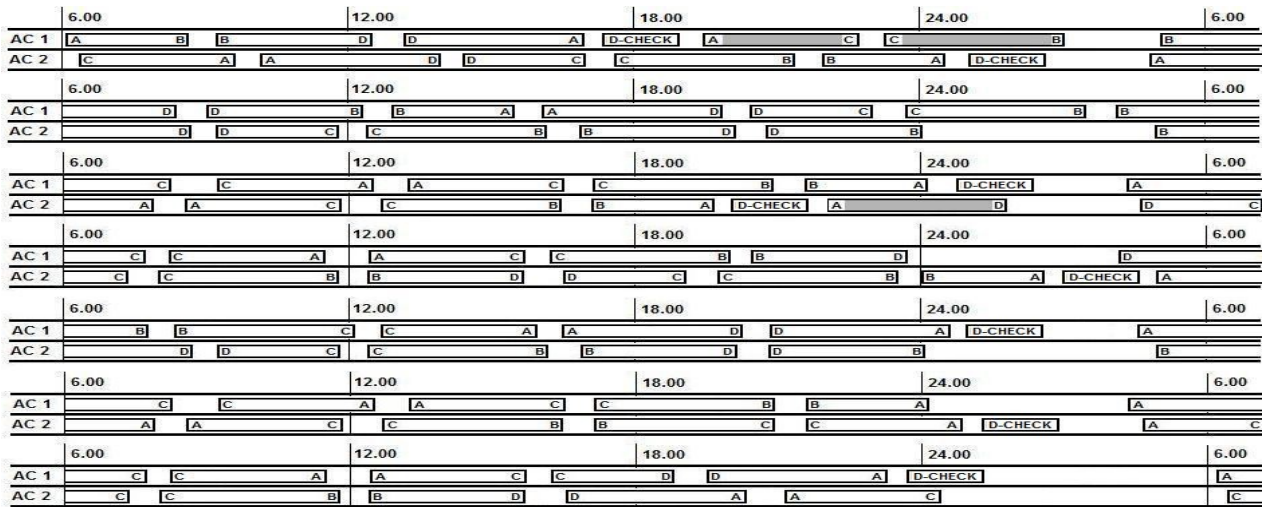 6.00 12.00 18.00 24.00 6.00
AC 1 A B B D D A D-CHECK A C C B B
AC 2 C A A D D C C B B A D-CHECK A
6.00 12.00 18.00 24.00 6.00
AC 1 D D B B A A D D C C B B
AC 2 D D C C B B D D B B
6.00 12.00 18.00 24.00 6.00
AC 1 C C A A C C B B A D-CHECK A
AC 2 A A C C B B A D-CHECK A D D C
6.00 12.00 18.00 24.00 6.00
AC 1 C C A A C C B B D D
AC 2 C C B B D D C C B B A D-CHECK A
6.00 12.00 18.00 24.00 6.00
AC 1 B B C C A A D D A D-CHECK A
AC 2 D D C C B B D D B B
6.00 12.00 18.00 24.00 6.00
AC 1 C C A A C C B B A A
AC 2 A A C C B B C C A D-CHECK A C
6.00 12.00 18.00 24.00 6.00
AC 1 C C A A C C D D A D-CHECK A
AC 2 C C B B D D A A C C